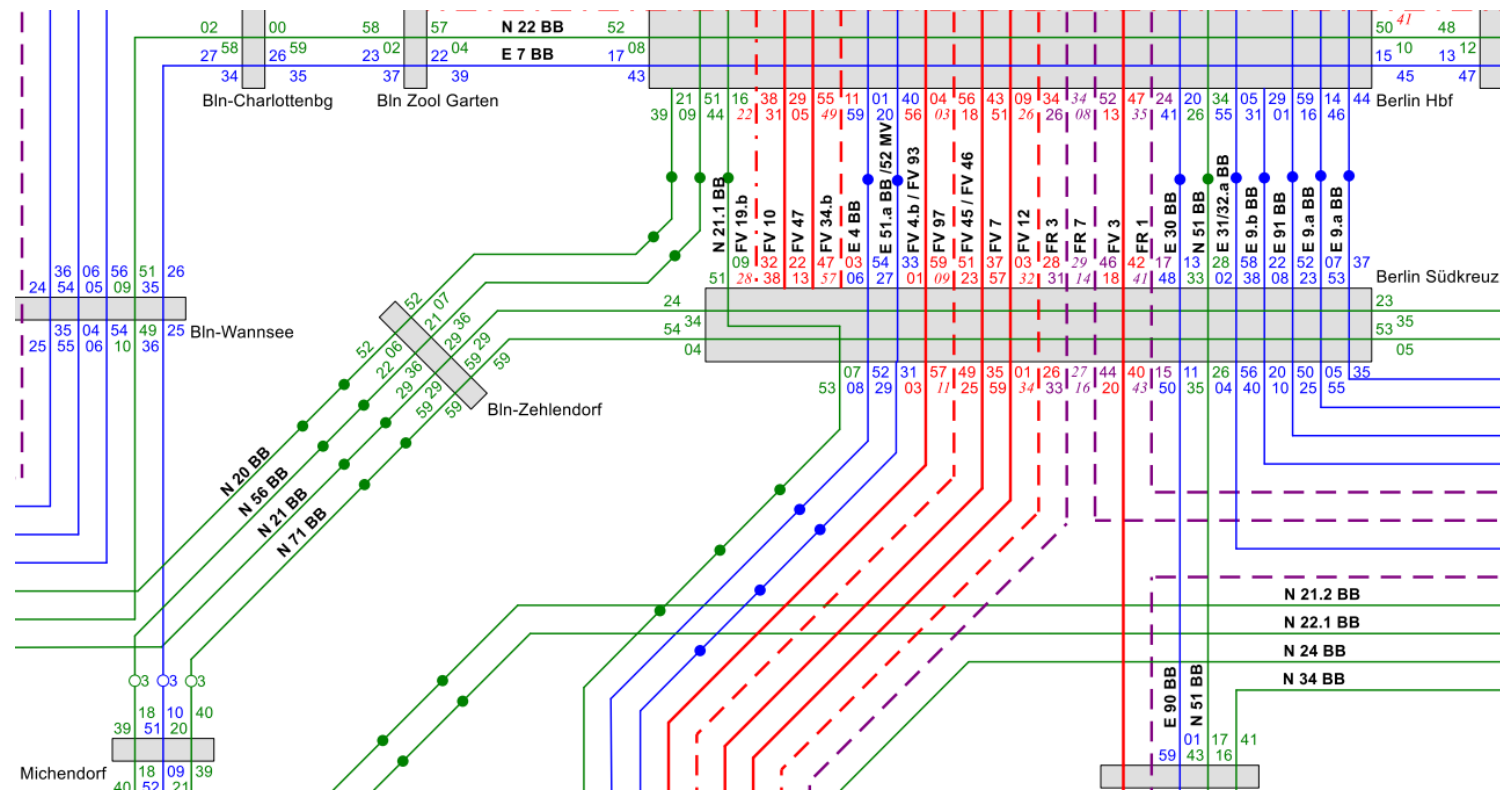 41
02 00 58 57 N 22 BB 52 50 48
58 59 02 04 08 10 12
27 26 23 22 E 7 BB 17 15 13
34 35 37 39 43 45 47
Bln-Charlottenbg Bln Zool Garten Berlin Hbf
21 51 16 38 29 55 11 01 40 04 56 43 09 34 34 52 47 24 20 34 05 29 59 14 44
39 09 44 22 31 05 49 59 20 56 03 18 51 26 26 08 13 35 41 26 55 31 01 16 46
N 21.1 BB
FV 19.b
FV 10
FV 47
FV 34.b
E 4 BB
E 51.a BB /52 MV
FV 4.b / FV 93
FV 97
FV 45 / FV 46
FV 7
FV 12
FR 3
FR 7
FV 3
FR 1
E 30 BB
N 51 BB
E 31/32.a BB
E 9.b BB
E 91 BB
E 9.a BB
E 9.a BB
09 32 22 47 03 54 33 59 51 37 03 28 29 46 42 17 13 28 58 22 52 07 37
51 28 38 13 57 06 27 01 09 23 57 32 31 14 18 41 48 33 02 38 08 23 53
Berlin Südkreuz
36 06 56 51 26
24 54 05 09 35
Bln-Wannsee
35 04 54 49 25
25 55 06 10 36
52 07
21 36
29 29
59 59
52 06
22 36
29 29
59 59
Bln-Zehlendorf
24 23
34 35
54 53
04 05
07 52 31 57 49 35 01 26 27 44 40 15 11 26 56 20 50 05 35
53 08 29 03 11 25 59 34 33 16 20 43 50 35 04 40 10 25 55
N 20 BB
N 56 BB
N 21 BB
N 71 BB
N 21.2 BB
N 22.1 BB
N 24 BB
N 34 BB
3 3 3
18 10 40
39 51 20
Michendorf
18 09 39
40 52 21
E 90 BB
N 51 BB
01 17 41
59 43 16